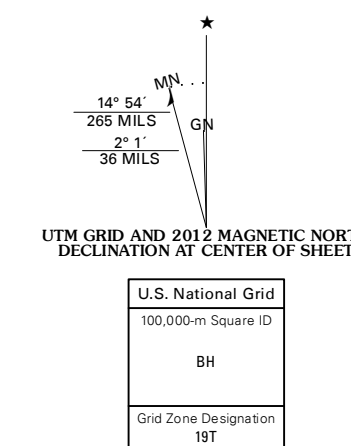 ★
MN
14° 54´
265 MILS
GN
2° 1´
36 MILS
UTM GRID AND 2012 MAGNETIC NORT
DECLINATION AT CENTER OF SHEET
U.S. National Grid
100,000-m Square ID
BH
Grid Zone Designation
19T